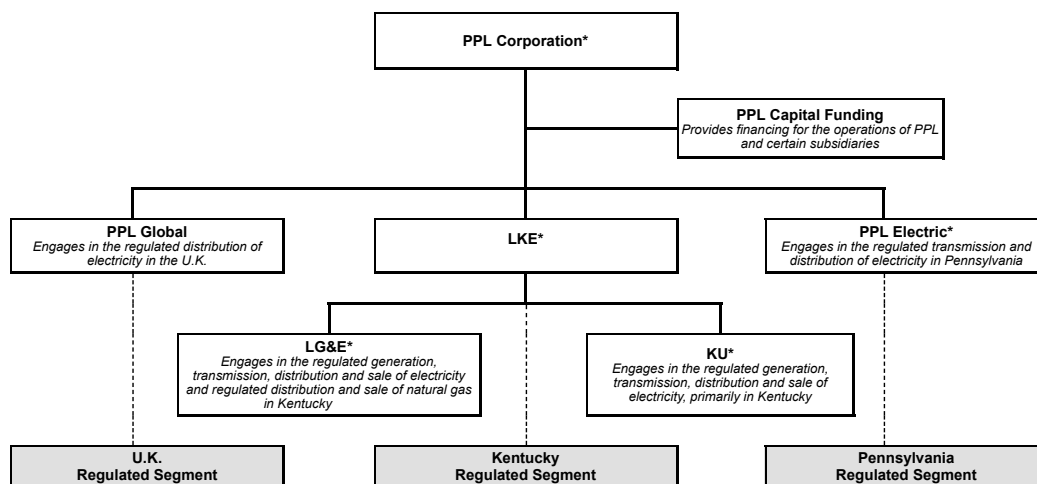 PPL Corporation*
PPL Capital Funding
Provides financing for the operations of PPL
and certain subsidiaries
PPL Global
Engages in the regulated distribution of
electricity in the U.K.
LKE*
PPL Electric*
Engages in the regulated transmission and
distribution of electricity in Pennsylvania
LG&E*
Engages in the regulated generation,
transmission, distribution and sale of electricity
and regulated distribution and sale of natural gas
in Kentucky
KU*
Engages in the regulated generation,
transmission, distribution and sale of
electricity, primarily in Kentucky
U.K.
Regulated Segment
Kentucky
Regulated Segment
Pennsylvania
Regulated Segment